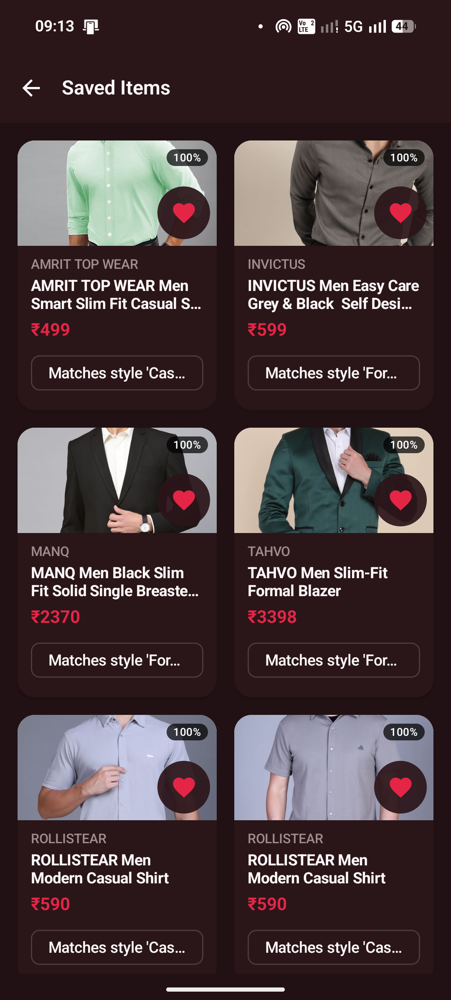 09:13
Vo 2
LTE
5G
44
Saved Items
100%
AMRIT TOP WEAR
AMRIT TOP WEAR Men
Smart Slim Fit Casual S...
₹499
Matches style 'Cas...
100%
INVICTUS
INVICTUS Men Easy Care
Grey & Black  Self Desi...
₹599
Matches style 'For...
100%
MANQ
MANQ Men Black Slim
Fit Solid Single Breaste...
₹2370
Matches style 'For...
100%
TAHVO
TAHVO Men Slim-Fit
Formal Blazer
₹3398
Matches style 'For...
100%
ROLLISTEAR
ROLLISTEAR Men
Modern Casual Shirt
₹590
Matches style 'Cas...
100%
ROLLISTEAR
ROLLISTEAR Men
Modern Casual Shirt
₹590
Matches style 'Cas...